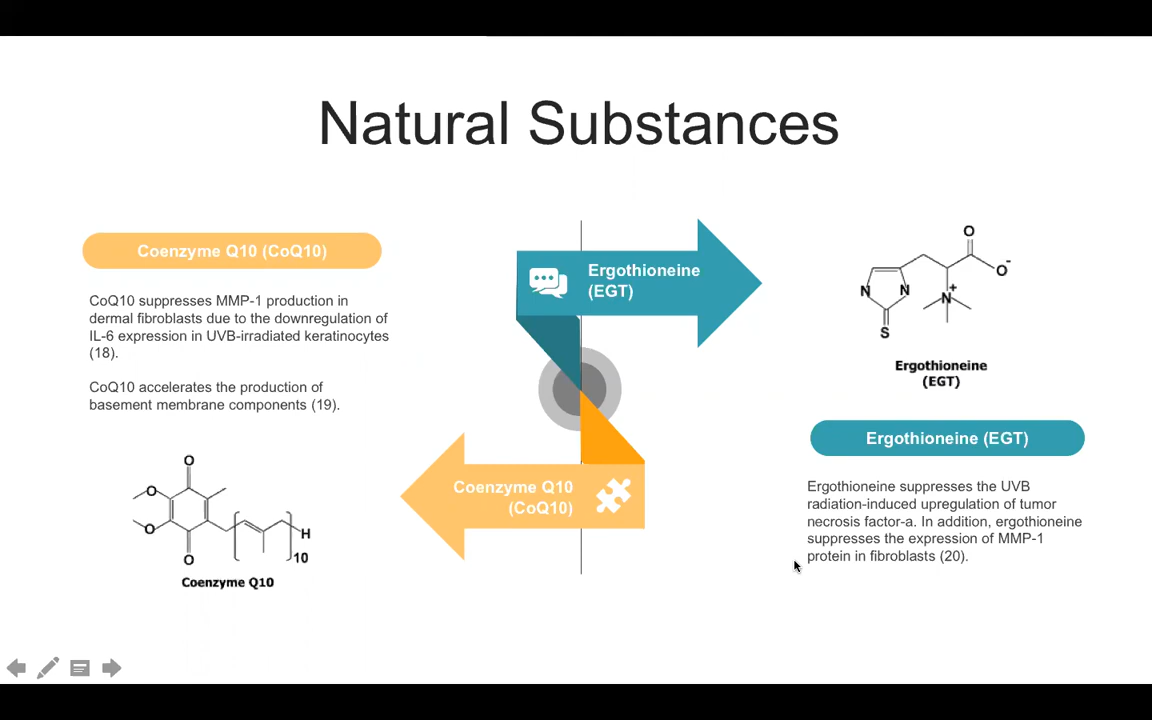 Natural Substances
Coenzyme Q10 (CoQ10)
CoQ10 suppresses MMP-1 production in
dermal fibroblasts due to the downregulation of
IL-6 expression in UVB-irradiated keratinocytes
(18).
CoQ10 accelerates the production of
basement membrane components (19).
O
O
O
O
H
10
Coenzyme Q10
Ergothioneine
(EGT)
Coenzyme Q10
(CoQ10)
O
O-
N
N
N+
S
Ergothioneine
(EGT)
Ergothioneine (EGT)
Ergothioneine suppresses the UVB
radiation-induced upregulation of tumor
necrosis factor-a. In addition, ergothioneine
suppresses the expression of MMP-1
protein in fibroblasts (20).